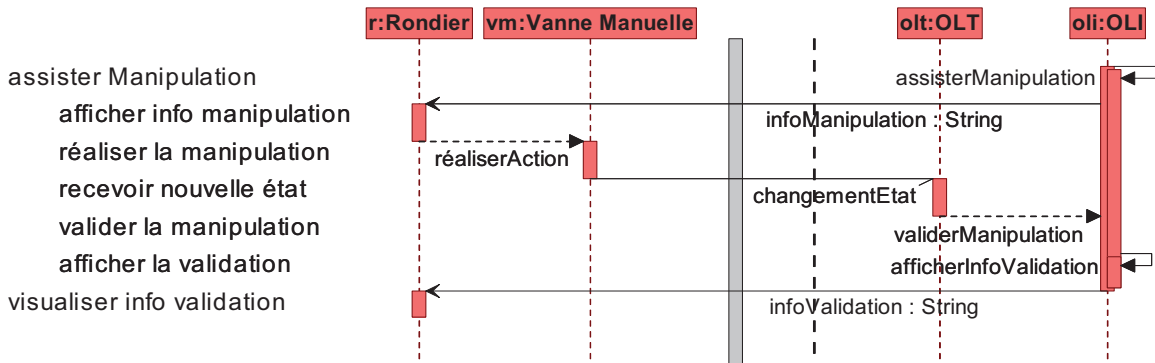 r:Rondier vm:Vanne Manuelle olt:OLT oli:OLI
assister Manipulation
assisterManipulation
afficher info manipulation
infoManipulation : String
réaliser la manipulation
réaliserAction
recevoir nouvelle état
changementEtat
valider la manipulation
validerManipulation
afficher la validation
afficherInfoValidation
visualiser info validation
infoValidation : String